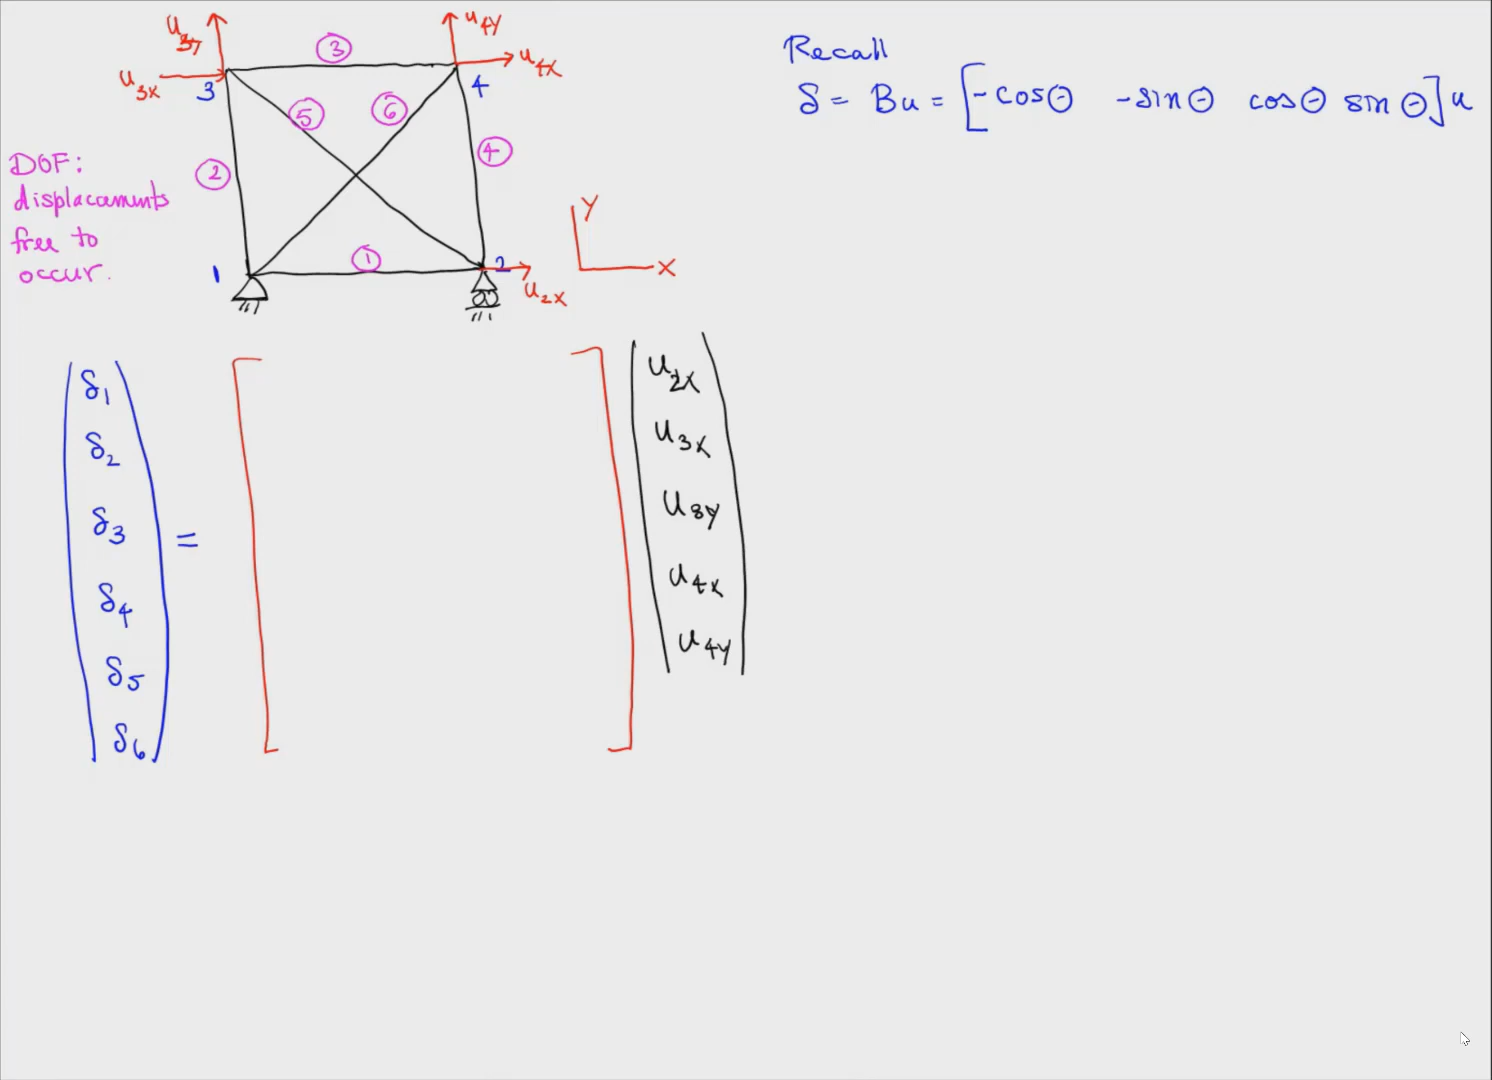 u3y
u4y
u4x
u3x
3
③
4
⑤
⑥
②
④
DOF:
displacements
free to
occur.
1
①
2
u2x
Y
X
Recall
δ = Bu = [-cosθ -sinθ cosθ sinθ] u
δ1
δ2
δ3
δ4
δ5
δ6
=
u2x
u3x
u3y
u4x
u4y